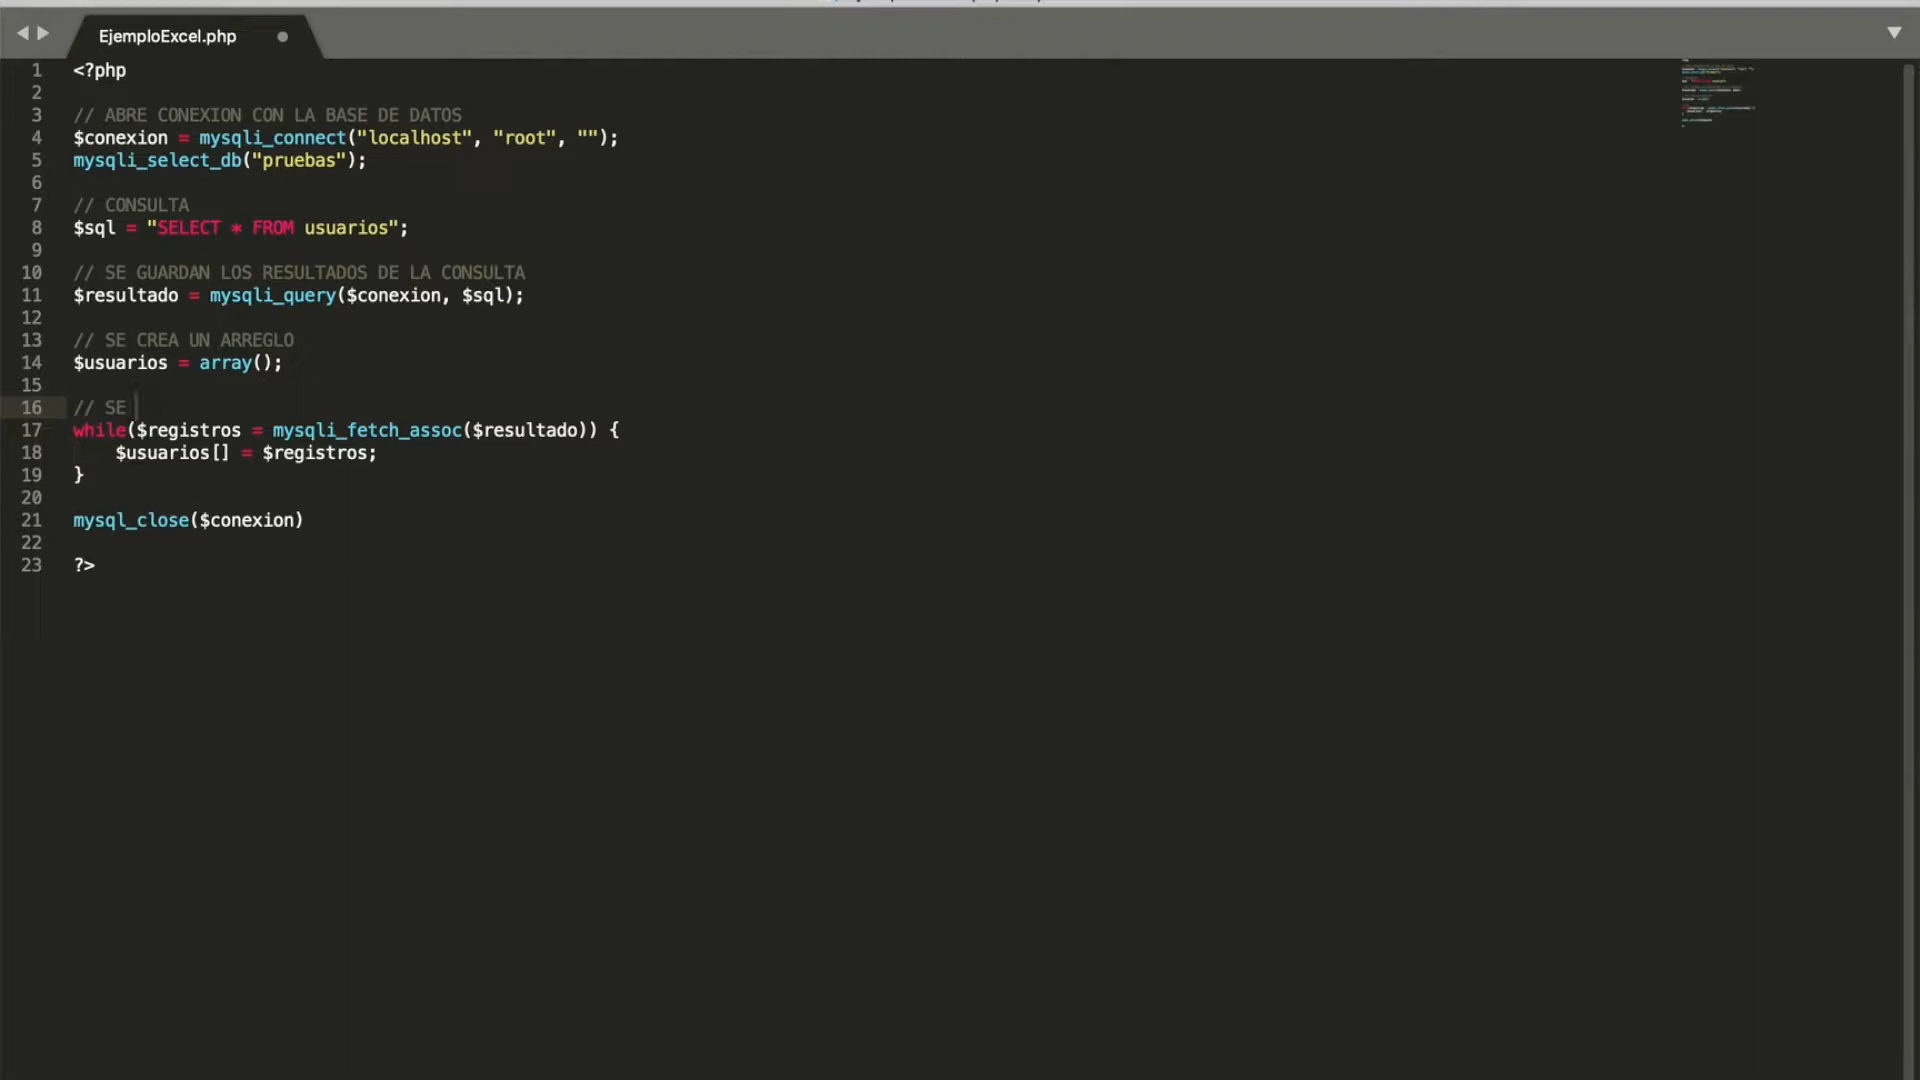 EjemploExcel.php
1 <?php
2
3 // ABRE CONEXION CON LA BASE DE DATOS
4 $conexion = mysqli_connect("localhost", "root", "");
5 mysqli_select_db("pruebas");
6
7 // CONSULTA
8 $sql = "SELECT * FROM usuarios";
9
10 // SE GUARDAN LOS RESULTADOS DE LA CONSULTA
11 $resultado = mysqli_query($conexion, $sql);
12
13 // SE CREA UN ARREGLO
14 $usuarios = array();
15
16 // SE
17 while($registros = mysqli_fetch_assoc($resultado)) {
18 $usuarios[] = $registros;
19 }
20
21 mysql_close($conexion)
22
23 ?>